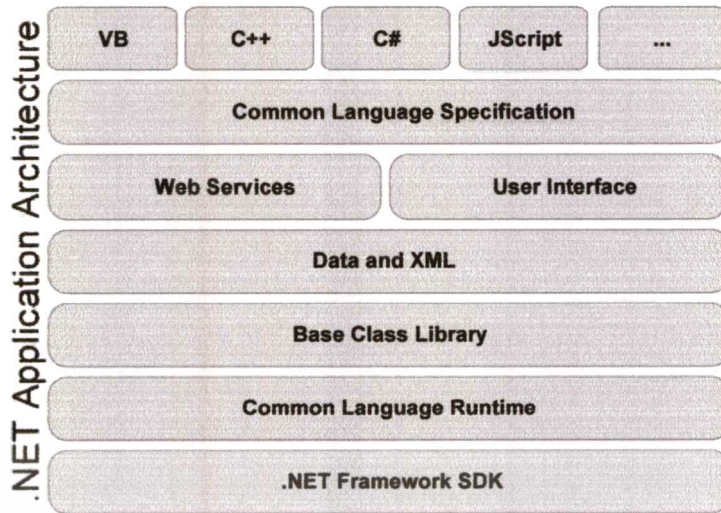 .NET Application Architecture
VB C++ C# JScript ...
Common Language Specification
Web Services User Interface
Data and XML
Base Class Library
Common Language Runtime
.NET Framework SDK